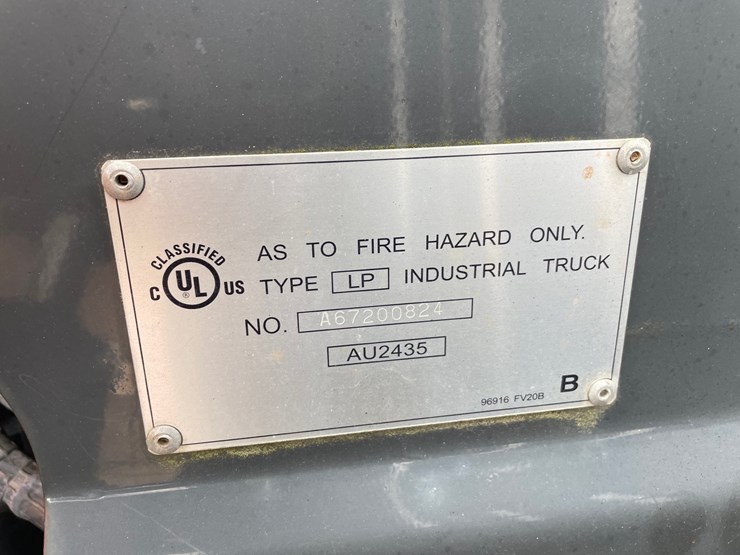 CLASSIFIED
C UL ® US
AS TO FIRE HAZARD ONLY.
TYPE LP INDUSTRIAL TRUCK
NO. A67200824
AU2435
96916 FV20B B